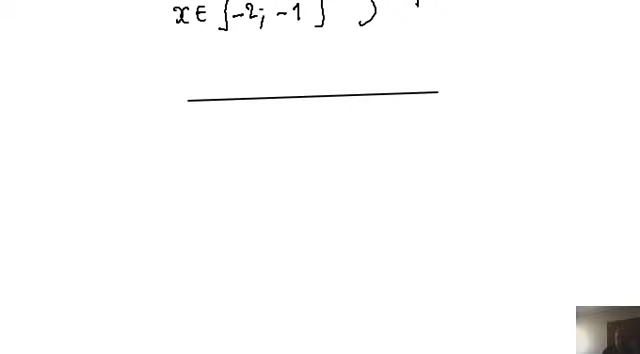 x ∈ ]-2; -1]